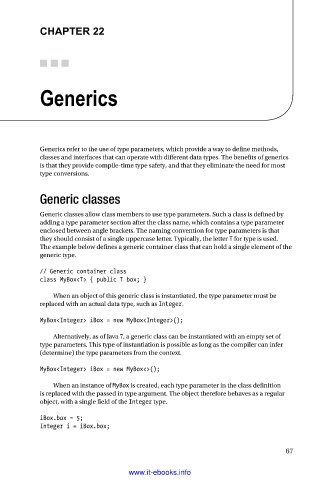 CHAPTER 22
Generics
Generics refer to the use of type parameters, which provide a way to define methods,
classes and interfaces that can operate with different data types. The benefits of generics
is that they provide compile-time type safety, and that they eliminate the need for most
type conversions.
Generic classes
Generic classes allow class members to use type parameters. Such a class is defined by
adding a type parameter section after the class name, which contains a type parameter
enclosed between angle brackets. The naming convention for type parameters is that
they should consist of a single uppercase letter. Typically, the letter T for type is used.
The example below defines a generic container class that can hold a single element of the
generic type.
// Generic container class
class MyBox<T> { public T box; }
When an object of this generic class is instantiated, the type parameter must be
replaced with an actual data type, such as Integer.
MyBox<Integer> iBox = new MyBox<Integer>();
Alternatively, as of Java 7, a generic class can be instantiated with an empty set of
type parameters. This type of instantiation is possible as long as the compiler can infer
(determine) the type parameters from the context.
MyBox<Integer> iBox = new MyBox<>();
When an instance of MyBox is created, each type parameter in the class definition
is replaced with the passed in type argument. The object therefore behaves as a regular
object, with a single field of the Integer type.
iBox.box = 5;
Integer i = iBox.box;
67
www.it-ebooks.info